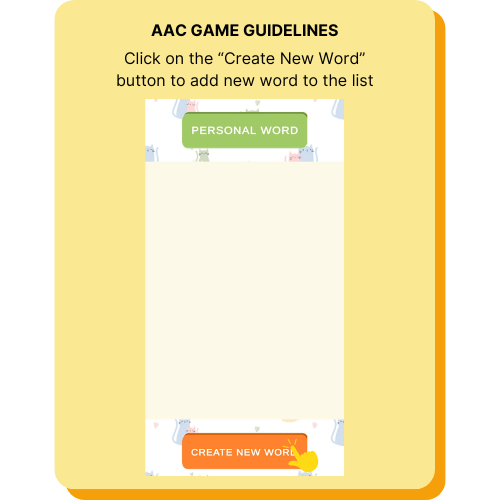 AAC GAME GUIDELINES
Click on the “Create New Word”
button to add new word to the list
PERSONAL WORD
CREATE NEW WORD